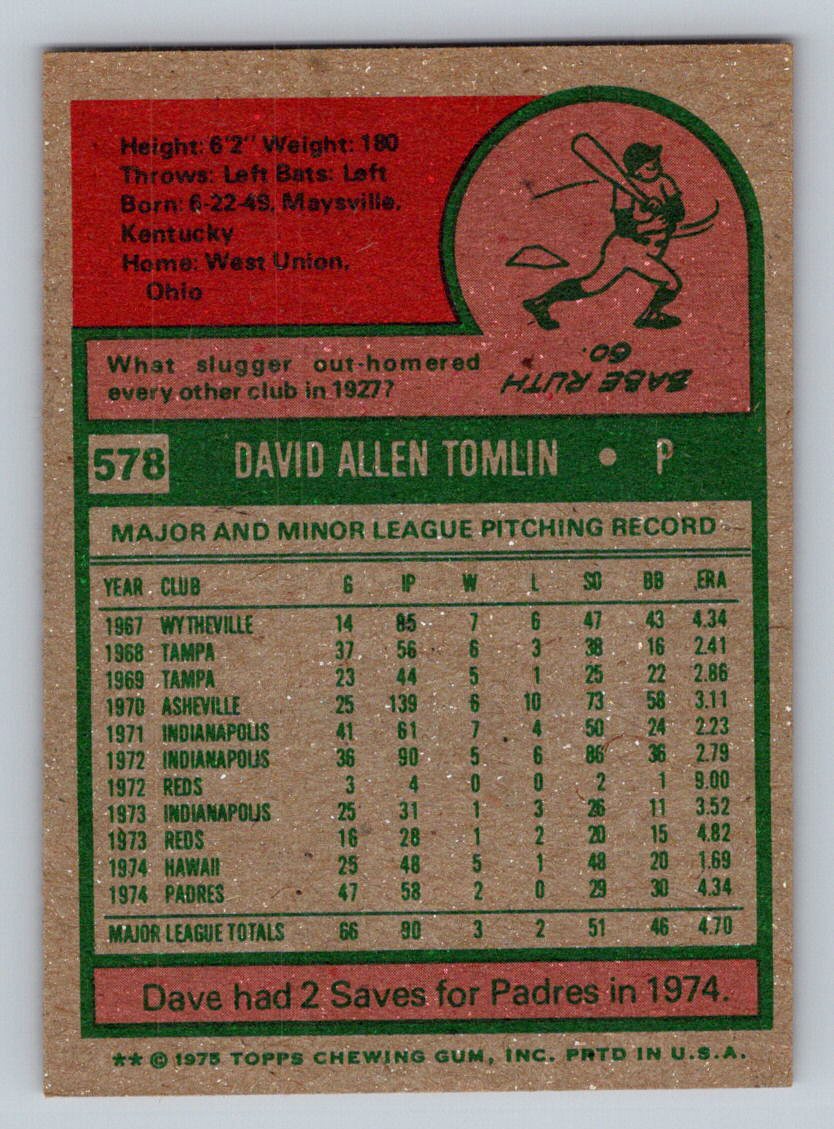 Height: 6'2" Weight: 180
Throws: Left Bats: Left
Born: 6-22-49, Maysville,
Kentucky
Home: West Union,
Ohio
What slugger out-homered
every other club in 1927?
BABE RUTH
60.
578 DAVID ALLEN TOMLIN • P
MAJOR AND MINOR LEAGUE PITCHING RECORD
YEAR CLUB G IP W L SO BB ERA
1967 WYTHEVILLE 14 85 7 6 47 43 4.34
1968 TAMPA 37 56 6 3 38 16 2.41
1969 TAMPA 23 44 5 1 25 22 2.86
1970 ASHEVILLE 25 139 6 10 73 58 3.11
1971 INDIANAPOLIS 41 61 7 4 50 24 2.23
1972 INDIANAPOLIS 36 90 5 6 86 36 2.79
1972 REDS 3 4 0 0 2 1 9.00
1973 INDIANAPOLIS 25 31 1 3 26 11 3.52
1973 REDS 16 28 1 2 20 15 4.82
1974 HAWAII 25 48 5 1 48 20 1.69
1974 PADRES 47 58 2 0 29 30 4.34
MAJOR LEAGUE TOTALS 66 90 3 2 51 46 4.70
Dave had 2 Saves for Padres in 1974.
** © 1975 TOPPS CHEWING GUM, INC. PRTD IN U.S.A.